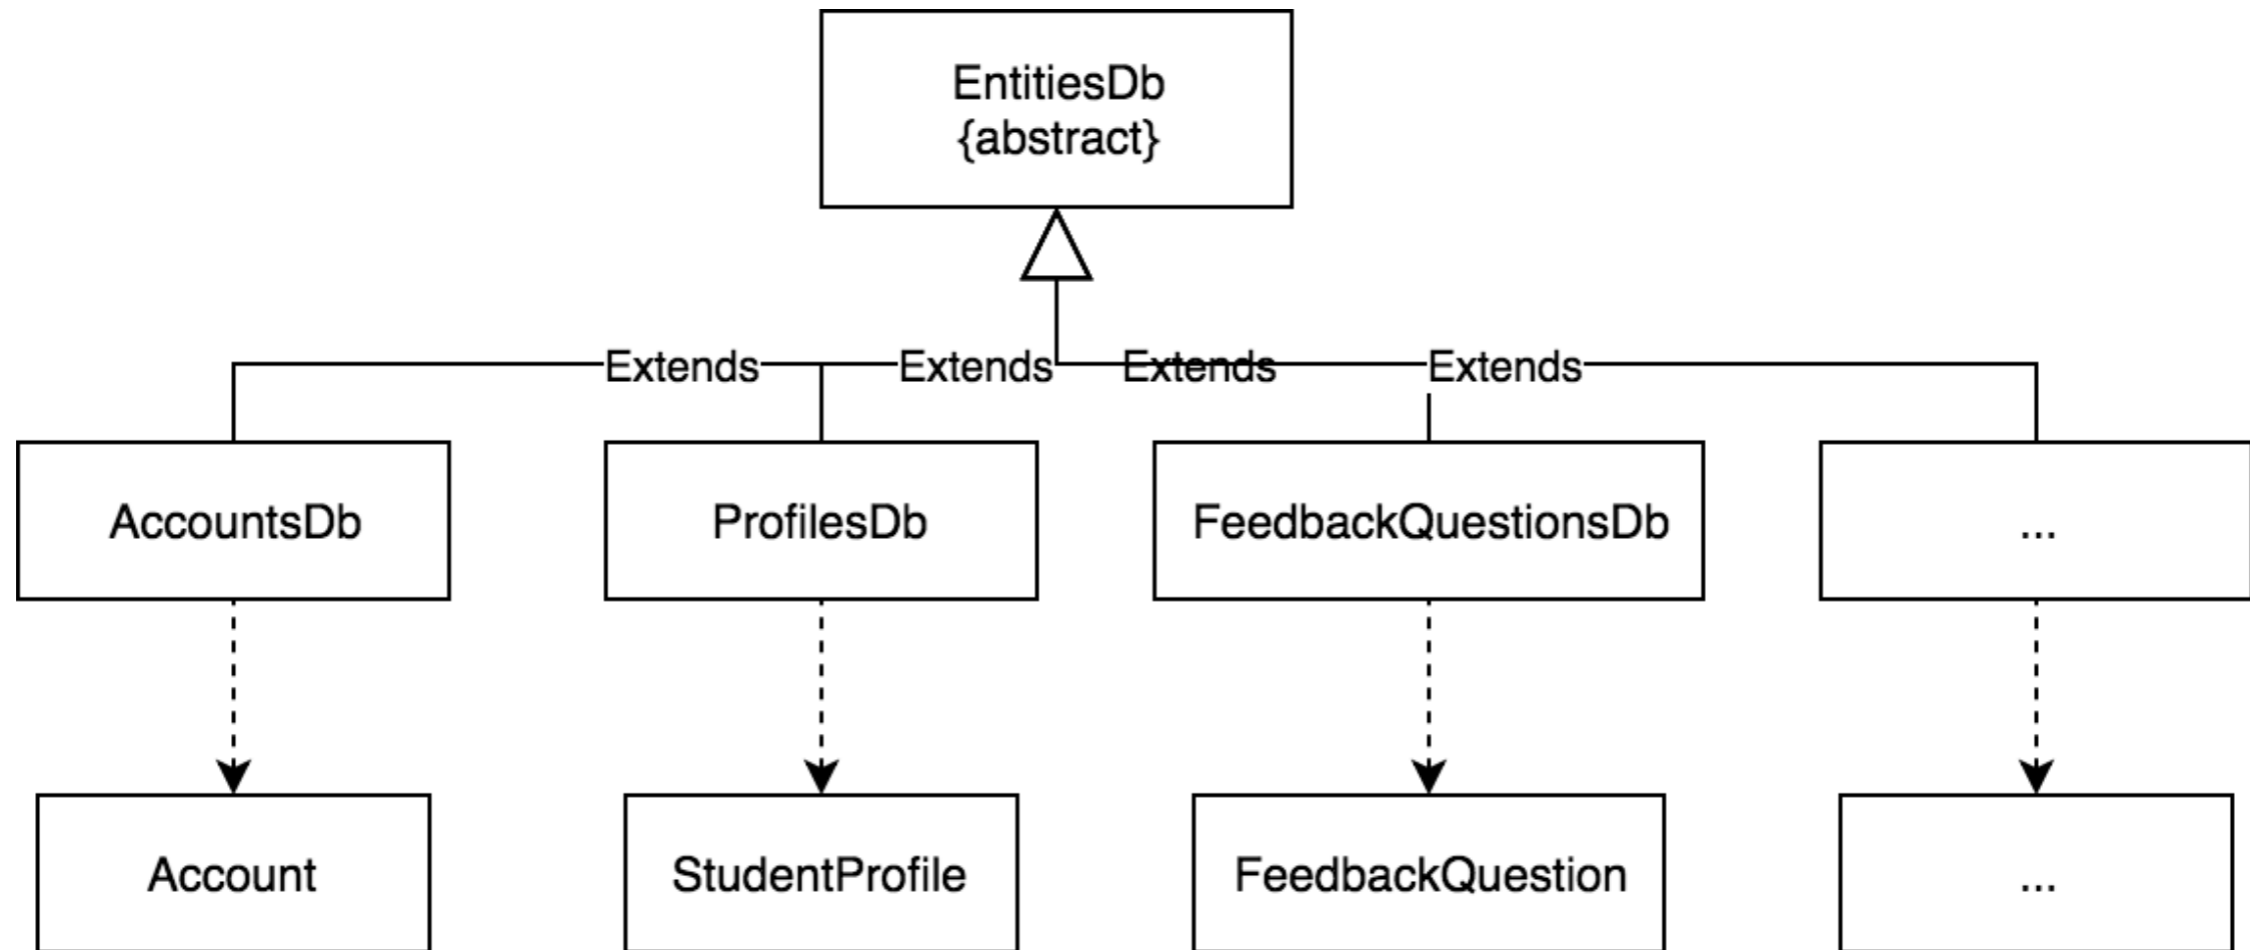 EntitiesDb
{abstract}
Extends Extends Extends Extends
AccountsDb ProfilesDb FeedbackQuestionsDb ...
Account StudentProfile FeedbackQuestion ...